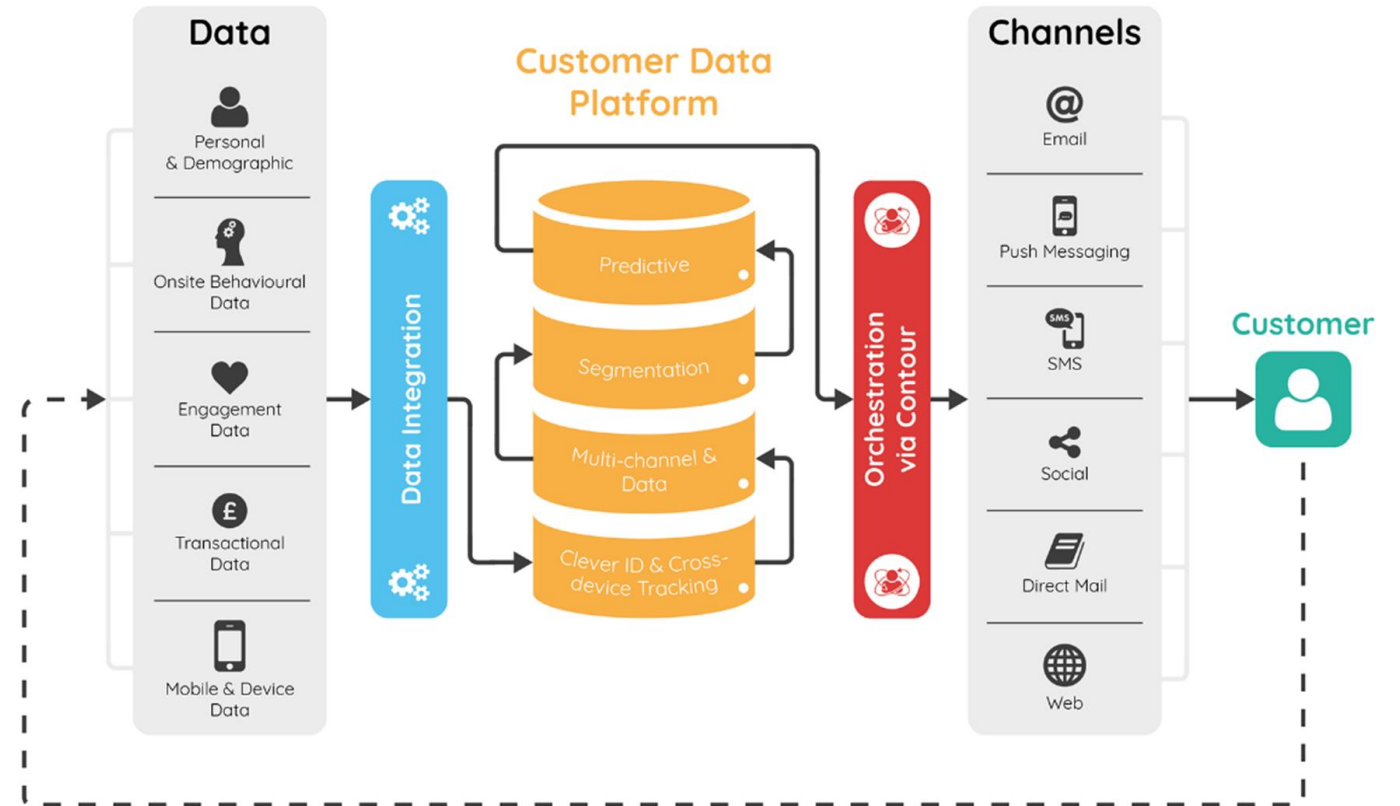 Data
Personal
& Demographic
Onsite Behavioural
Data
Engagement
Data
£
Transactional
Data
Mobile & Device
Data
Data Integration
Customer Data
Platform
Predictive
Segmentation
Multi-channel &
Data
Clever ID & Cross-
device Tracking
Orchestration
via Contour
Channels
@
Email
Push Messaging
SMS
SMS
Social
Direct Mail
Web
Customer